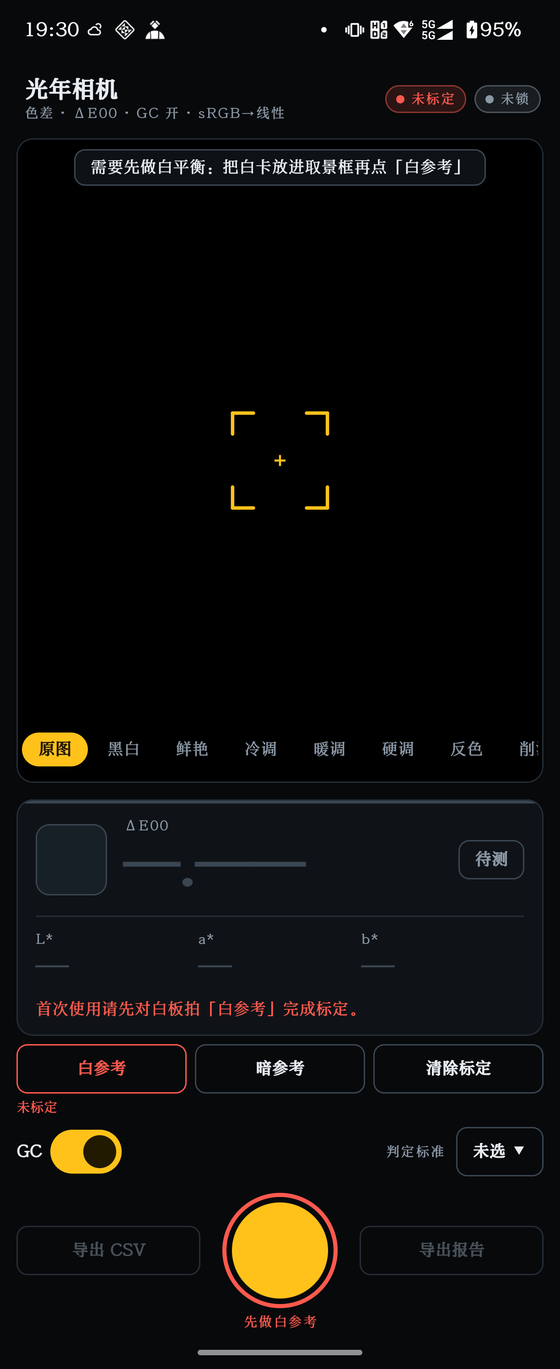 19:30 5G 5G 95%
光年相机
色差 · ΔE00 · GC 开 · sRGB→线性
未标定 未锁
需要先做白平衡：把白卡放进取景框再点「白参考」
原图 黑白 鲜艳 冷调 暖调 硬调 反色
ΔE00
待测
L* a* b*
首次使用请先对白板拍「白参考」完成标定。
白参考 暗参考 清除标定
未标定
GC 判定标准 未选 ▼
导出 CSV 导出报告
先做白参考